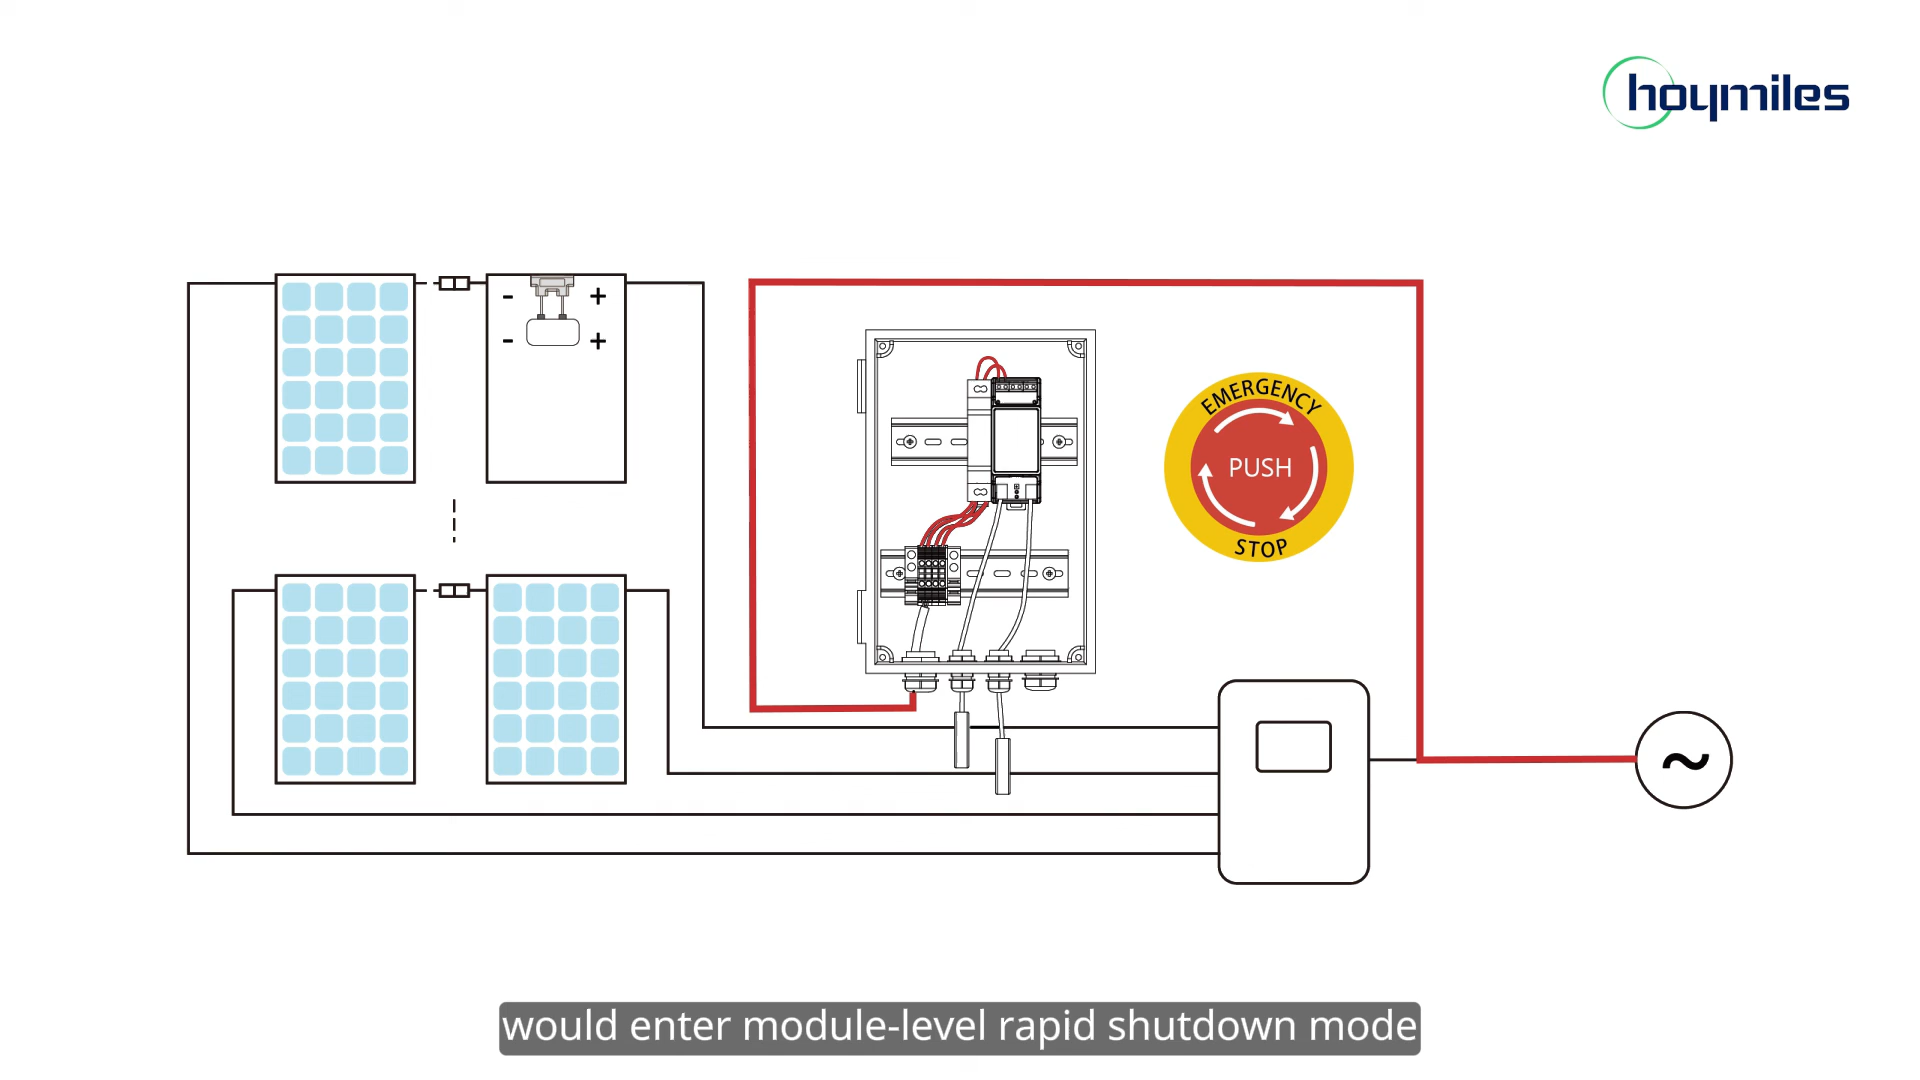 hoymiles
- +
- +
EMERGENCY
PUSH
STOP
~
would enter module-level rapid shutdown mode